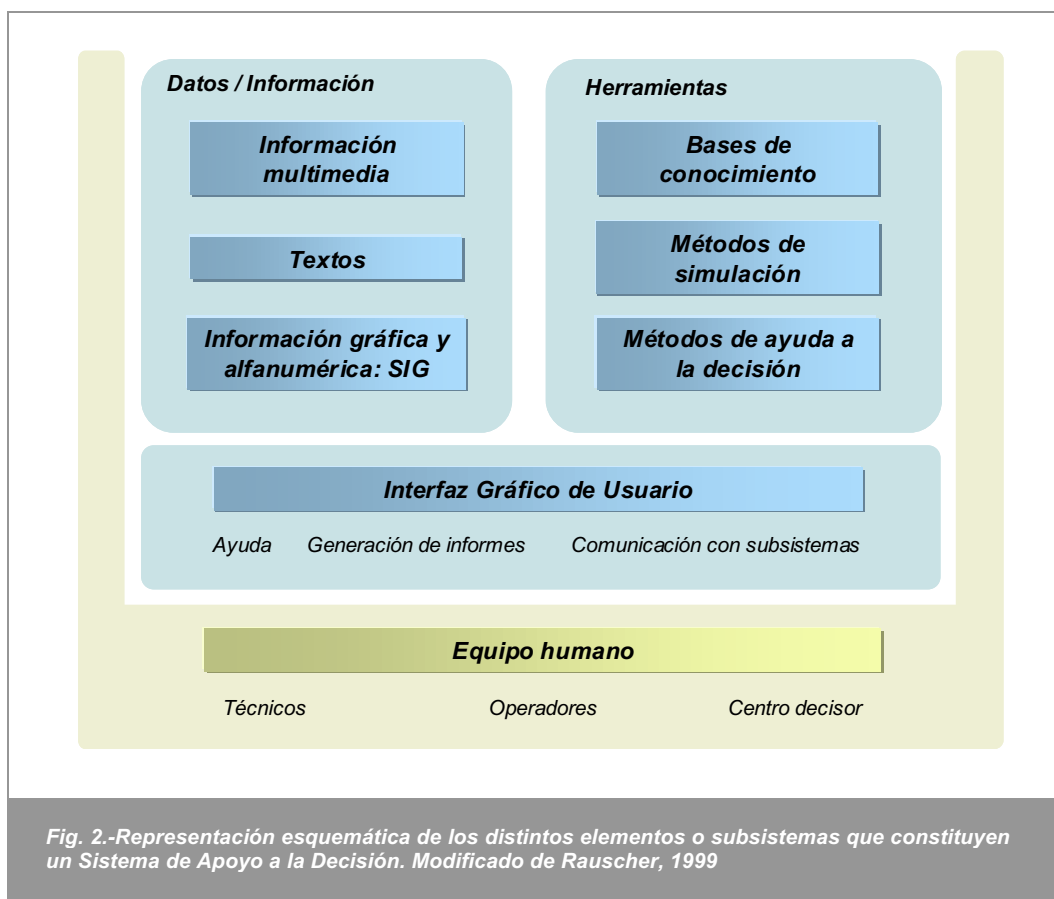 Datos / Información
Información
multimedia
Textos
Información gráfica y
alfanumérica: SIG
Herramientas
Bases de
conocimiento
Métodos de
simulación
Métodos de ayuda a
la decisión
Interfaz Gráfico de Usuario
Ayuda Generación de informes Comunicación con subsistemas
Equipo humano
Técnicos Operadores Centro decisor
Fig. 2.-Representación esquemática de los distintos elementos o subsistemas que constituyen
un Sistema de Apoyo a la Decisión. Modificado de Rauscher, 1999